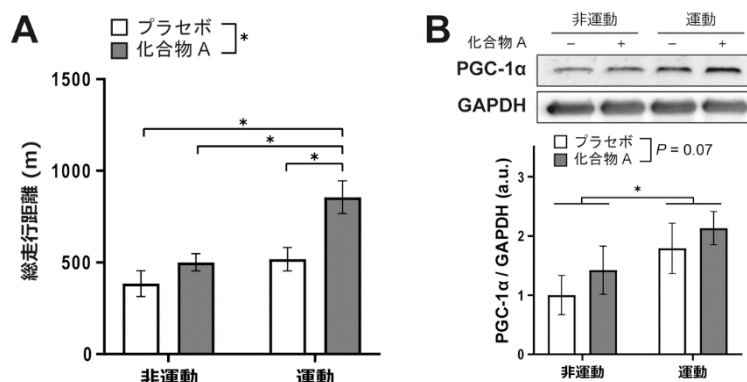 A
プラセボ
化合物 A
*
総走行距離 (m)
1500
1000
500
0
*
*
*
非運動
運動
B
非運動 運動
化合物 A − + − +
PGC-1α
GAPDH
プラセボ
化合物 A
P = 0.07
PGC-1α / GAPDH (a.u.)
3
2
1
0
*
非運動
運動